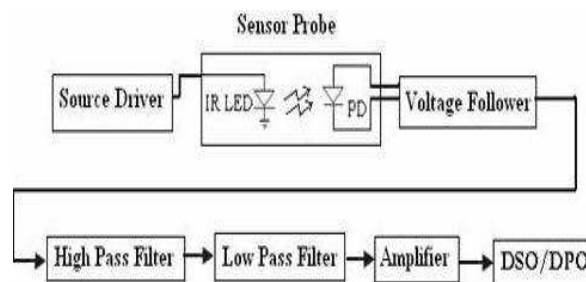 Sensor Probe
Source Driver
IR LED
PD
Voltage Follower
High Pass Filter
Low Pass Filter
Amplifier
DSO/DPO